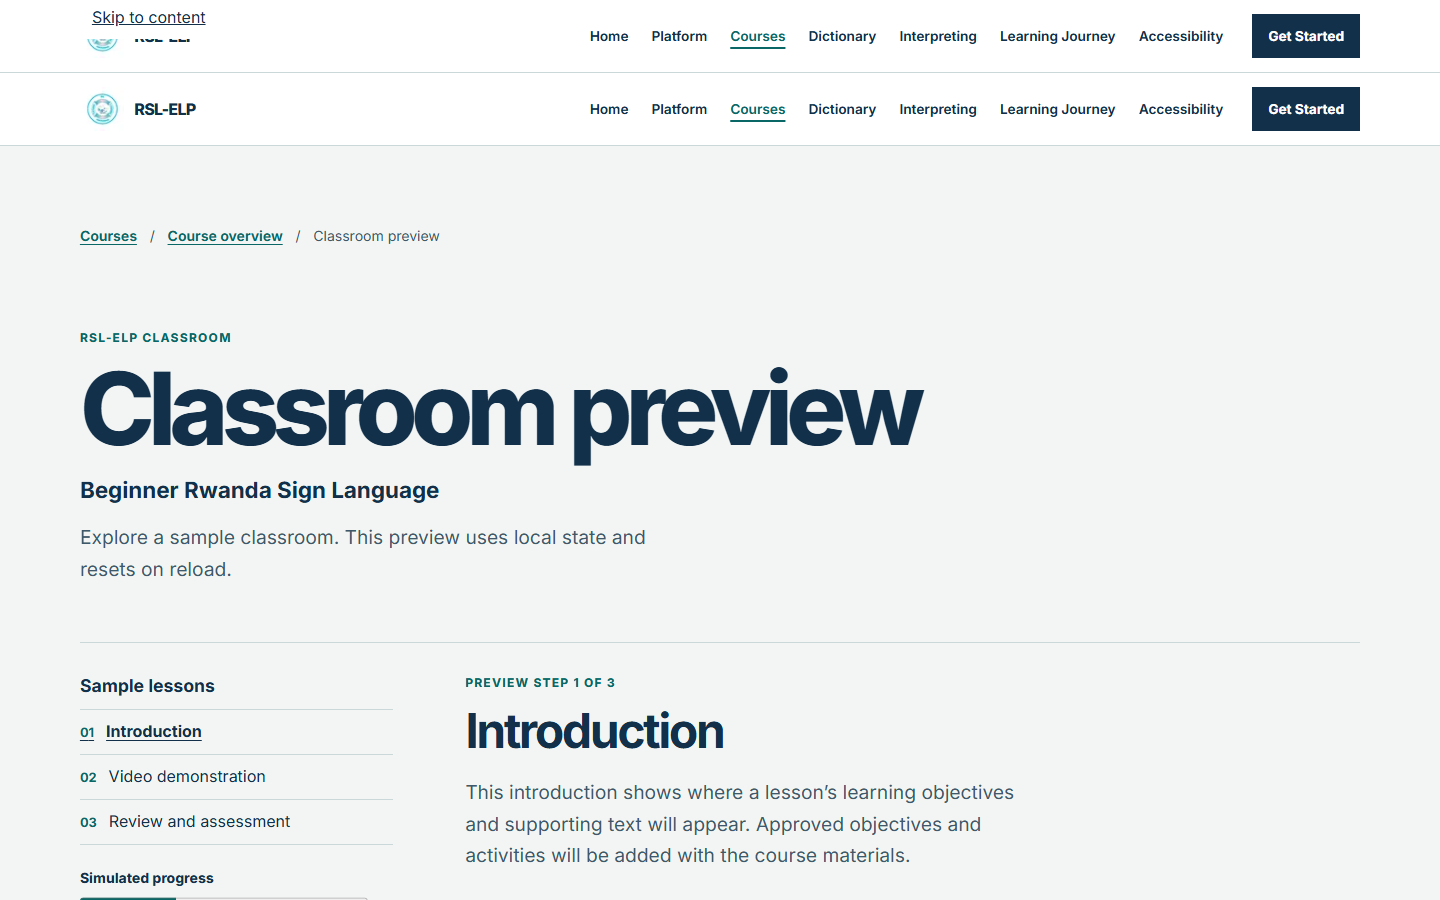 Skip to content
RSL-ELP
Home Platform Courses Dictionary Interpreting Learning Journey Accessibility Get Started
RSL-ELP
Home Platform Courses Dictionary Interpreting Learning Journey Accessibility Get Started
Courses / Course overview / Classroom preview
RSL-ELP CLASSROOM
Classroom preview
Beginner Rwanda Sign Language
Explore a sample classroom. This preview uses local state and
resets on reload.
Sample lessons
01 Introduction
02 Video demonstration
03 Review and assessment
Simulated progress
PREVIEW STEP 1 OF 3
Introduction
This introduction shows where a lesson’s learning objectives
and supporting text will appear. Approved objectives and
activities will be added with the course materials.